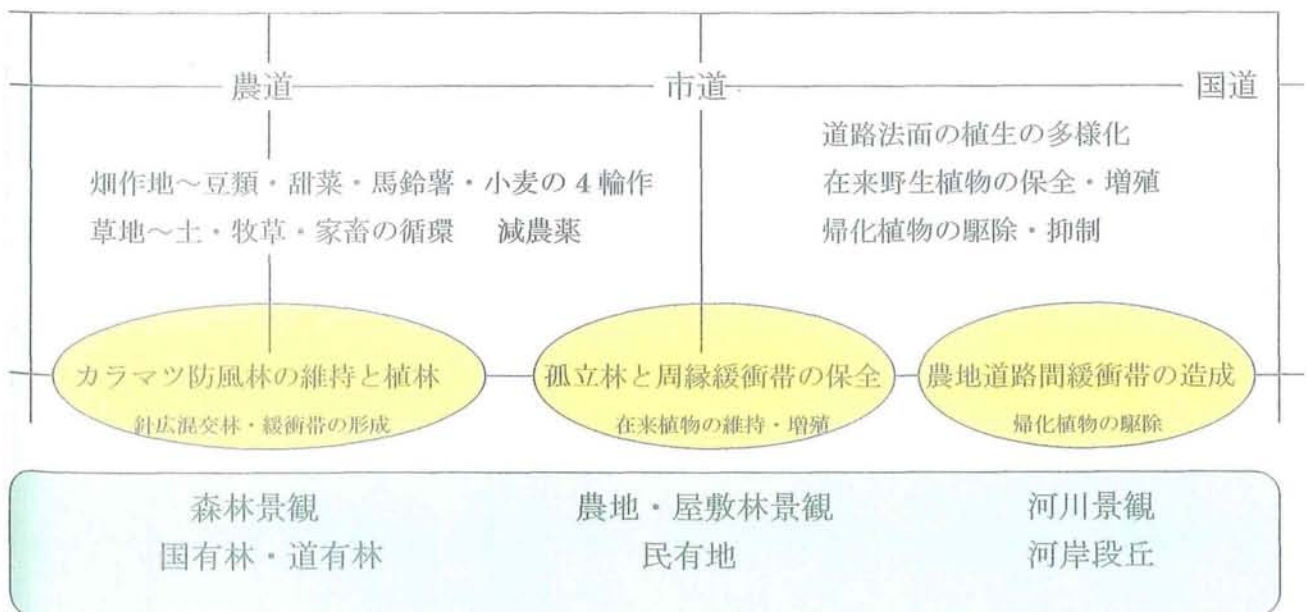 農道 市道 国道
道路法面の植生の多様化
畑作地～豆類・甜菜・馬鈴薯・小麦の4輪作 在来野生植物の保全・増殖
草地～土・牧草・家畜の循環 減農薬 帰化植物の駆除・抑制
カラマツ防風林の維持と植林 孤立林と周縁緩衝帯の保全 農地道路間緩衝帯の造成
針広混交林・緩衝帯の形成 在来植物の維持・増殖 帰化植物の駆除
森林景観 農地・屋敷林景観 河川景観
国有林・道有林 民有地 河岸段丘